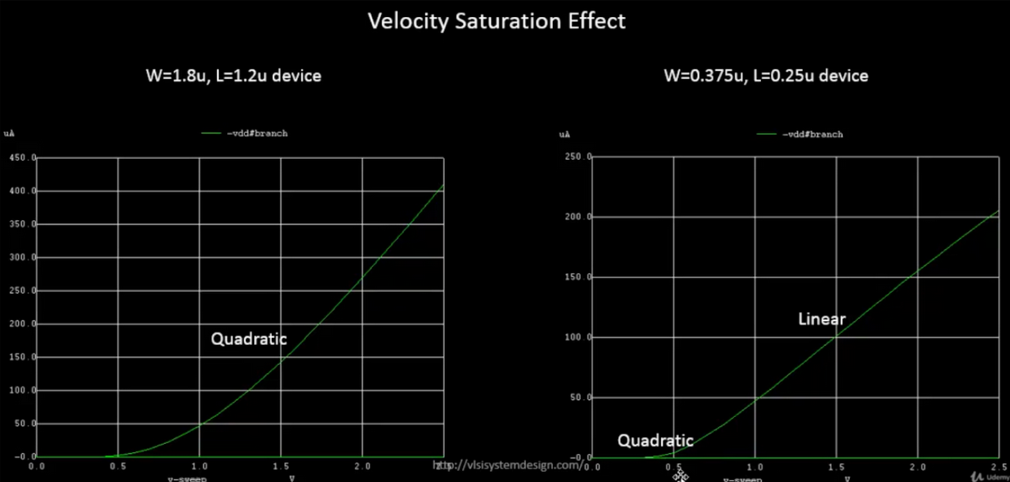 Velocity Saturation Effect
W=1.8u, L=1.2u device
W=0.375u, L=0.25u device
uA
-vdd#branch
450.0
400.0
350.0
300.0
250.0
200.0
150.0
100.0
50.0
-0.0
Quadratic
0.0 0.5 1.0 1.5 2.0
v-sweep V
uA
-vdd#branch
250.0
200.0
150.0
100.0
50.0
-0.0
Linear
Quadratic
http://vlsisystemdesign.com/
0.0 0.5 1.0 1.5 2.0 2.5
v-sweep V
Udemy